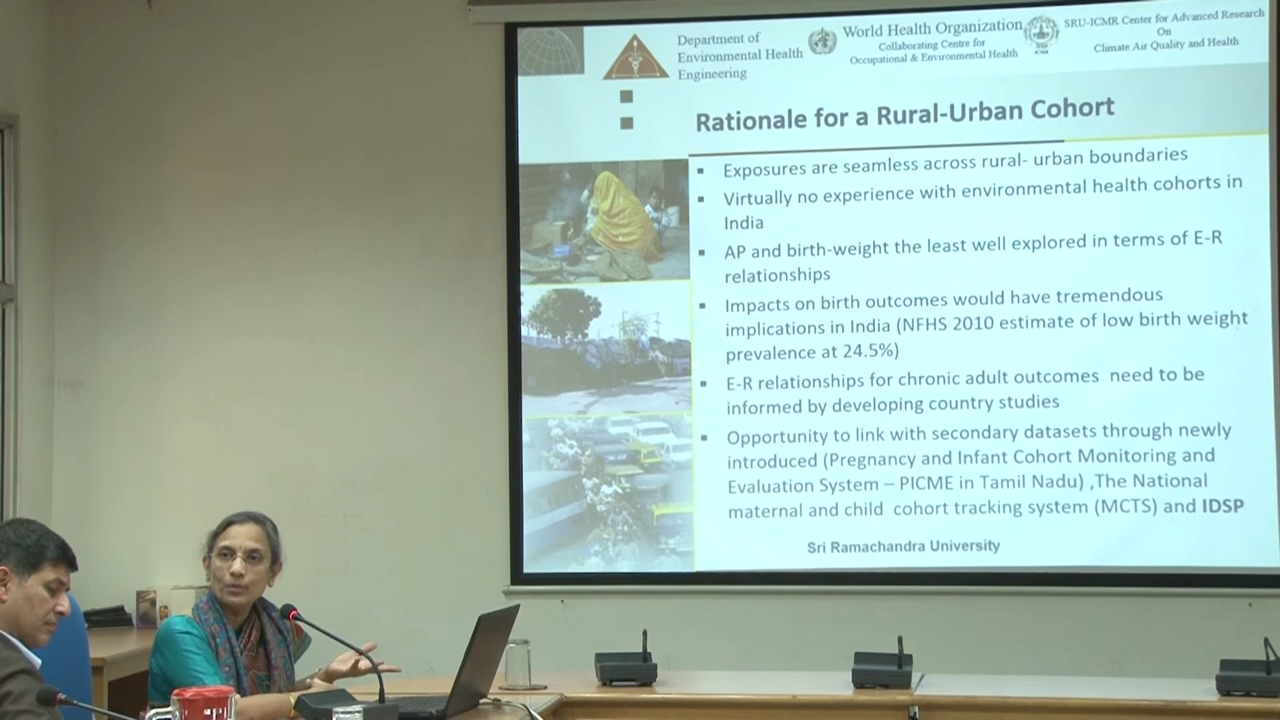 Department of
Environmental Health
Engineering
World Health Organization
Collaborating Centre for
Occupational & Environmental Health
SRU-ICMR Center for Advanced Research
On
Climate Air Quality and Health
Rationale for a Rural-Urban Cohort
Exposures are seamless across rural- urban boundaries
Virtually no experience with environmental health cohorts in
India
AP and birth-weight the least well explored in terms of E-R
relationships
Impacts on birth outcomes would have tremendous
implications in India (NFHS 2010 estimate of low birth weight
prevalence at 24.5%)
E-R relationships for chronic adult outcomes need to be
informed by developing country studies
Opportunity to link with secondary datasets through newly
introduced (Pregnancy and Infant Cohort Monitoring and
Evaluation System – PICME in Tamil Nadu) ,The National
maternal and child cohort tracking system (MCTS) and IDSP
Sri Ramachandra University